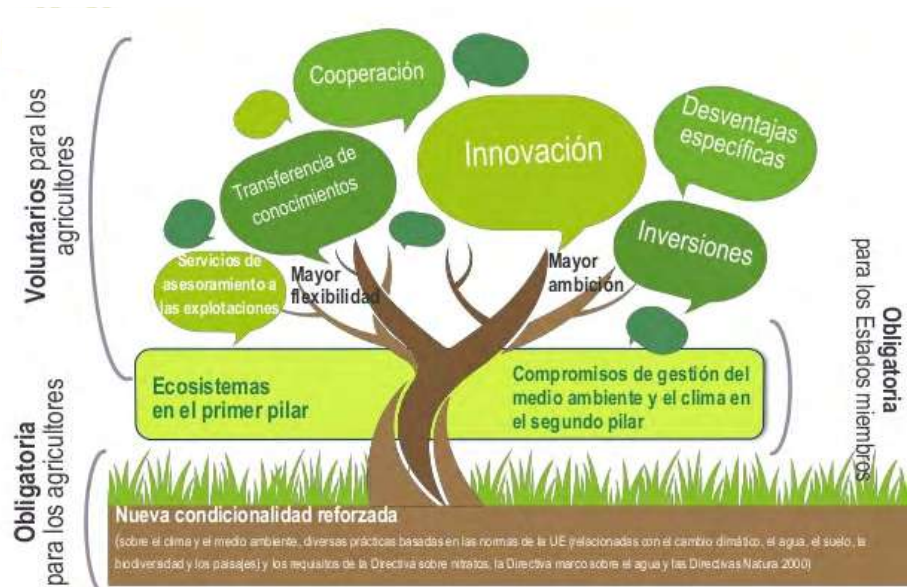 Cooperación
Innovación
Desventajas
específicas
Transferencia de
conocimientos
Inversiones
Servicios de
asesoramiento a
las explotaciones
Mayor
flexibilidad
Mayor
ambición
Voluntarios para los
agricultores
Ecosistemas
en el primer pilar
Compromisos de gestión del
medio ambiente y el clima en
el segundo pilar
Obligatoria
para los Estados miembros
Obligatoria
para los agricultores
Nueva condicionalidad reforzada
(sobre el clima y el medio ambiente, diversas prácticas basadas en las normas de la UE (relacionadas con el cambio climático, el agua, el suelo, la
biodiversidad y los paisajes) y los requisitos de la Directiva sobre nitratos, la Directiva marco sobre el agua y las Directivas Natura 2000)